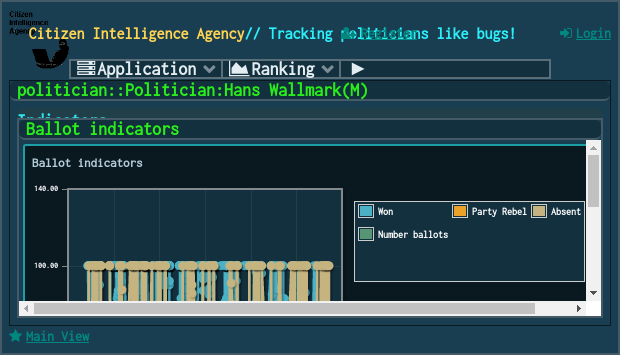 Citizen
Intelligence
Agency
Citizen Intelligence Agency// Tracking politicians like bugs!
Register
Login
Application
Ranking
politician::Politician:Hans Wallmark(M)
Indicators
Ballot indicators
Ballot indicators
140.00
Won
Party Rebel
Absent
Number ballots
100.00
Main View